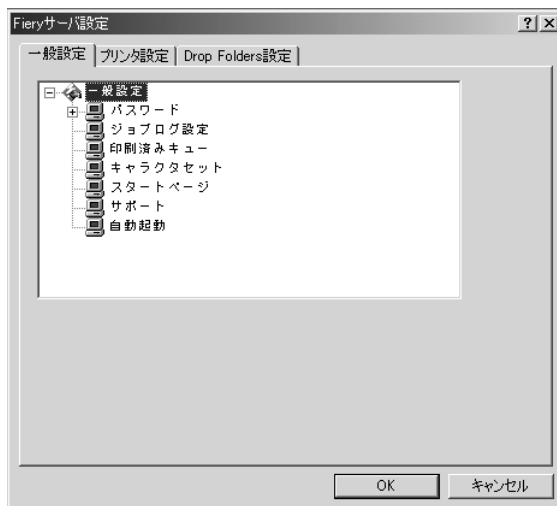 Fieryサーバ設定
一般設定 プリンタ設定 Drop Folders設定
一般設定
パスワード
ジョブログ設定
印刷済みキュー
キャラクタセット
スタートページ
サポート
自動起動
OK キャンセル